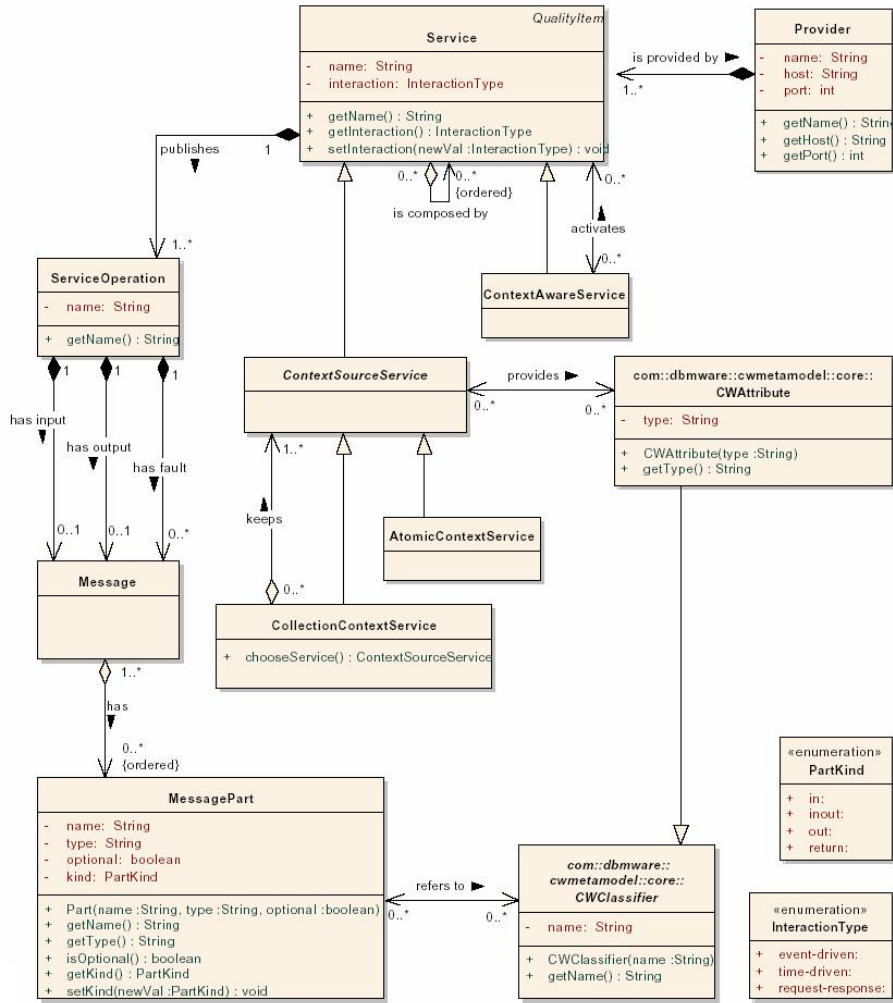 QualityItem
Service
- name: String
- interaction: InteractionType
+ getName() : String
+ getInteraction() : InteractionType
+ setInteraction(newVal :InteractionType) : void
Provider
- name: String
- host: String
- port: int
+ getName() : String
+ getHost() : String
+ getPort() : int
is provided by
1..*
publishes
1
1..*
0..*
0..*
{ordered}
is composed by
0..*
activates
0..*
ServiceOperation
- name: String
+ getName() : String
ContextAwareService
ContextSourceService
provides
0..*
0..*
com::dbmware::cwmetamodel::core::
CWAttribute
- type: String
+ CWAttribute(type :String)
+ getType() : String
1
1
1
has input
has output
has fault
0..1
0..1
0..*
1..*
keeps
0..*
AtomicContextService
Message
CollectionContextService
+ chooseService() : ContextSourceService
1..*
has
0..*
{ordered}
MessagePart
- name: String
- type: String
- optional: boolean
- kind: PartKind
+ Part(name :String, type :String, optional :boolean)
+ getName() : String
+ getType() : String
+ isOptional() : boolean
+ getKind() : PartKind
+ setKind(newVal :PartKind) : void
refers to
0..*
0..*
com::dbmware::
cwmetamodel::core::
CWClassifier
- name: String
+ CWClassifier(name :String)
+ getName() : String
«enumeration»
PartKind
+ in:
+ inout:
+ out:
+ return:
«enumeration»
InteractionType
+ event-driven:
+ time-driven:
+ request-response: